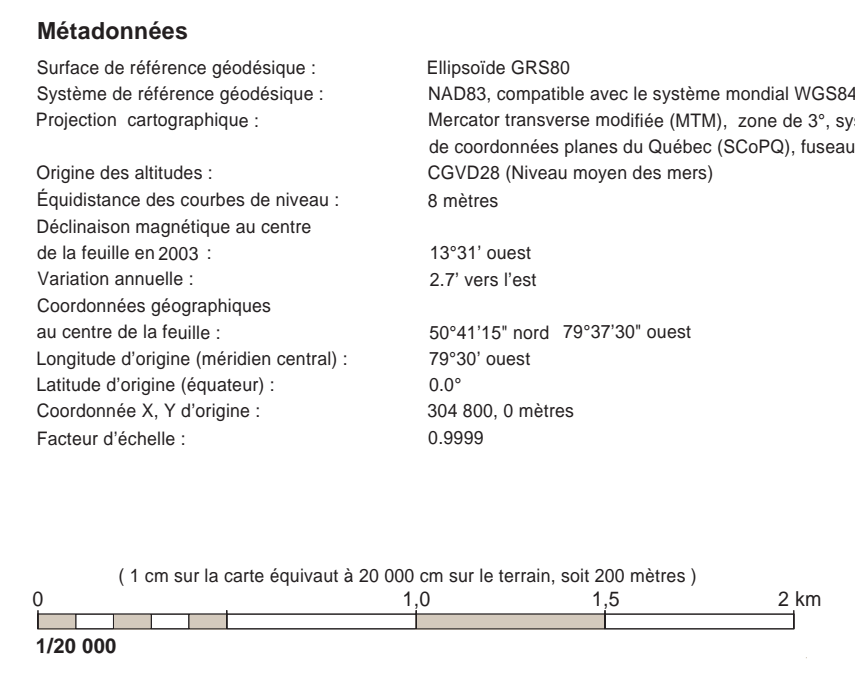 Métadonnées
Surface de référence géodésique : Ellipsoïde GRS80
Système de référence géodésique : NAD83, compatible avec le système mondial WGS84
Projection cartographique : Mercator transverse modifiée (MTM), zone de 3°, sys
de coordonnées planes du Québec (SCoPQ), fuseau
Origine des altitudes : CGVD28 (Niveau moyen des mers)
Équidistance des courbes de niveau : 8 mètres
Déclinaison magnétique au centre
de la feuille en 2003 : 13°31’ ouest
Variation annuelle : 2.7’ vers l’est
Coordonnées géographiques
au centre de la feuille : 50°41’15" nord 79°37’30" ouest
Longitude d’origine (méridien central) : 79°30’ ouest
Latitude d’origine (équateur) : 0.0°
Coordonnée X, Y d’origine : 304 800, 0 mètres
Facteur d’échelle : 0.9999
( 1 cm sur la carte équivaut à 20 000 cm sur le terrain, soit 200 mètres )
0 1,0 1,5 2 km
1/20 000